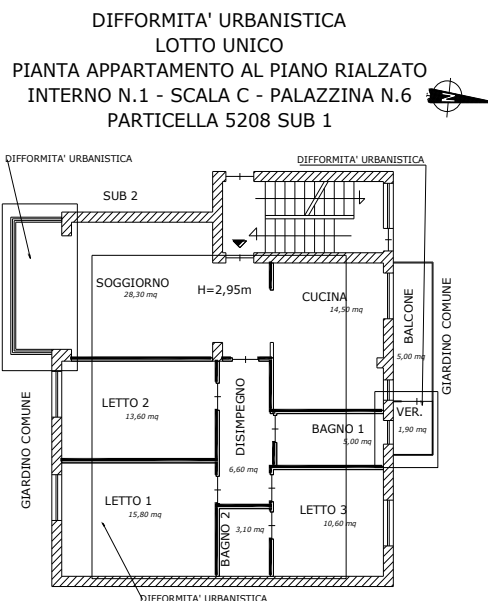 DIFFORMITA' URBANISTICA
LOTTO UNICO
PIANTA APPARTAMENTO AL PIANO RIALZATO
INTERNO N.1 - SCALA C - PALAZZINA N.6
PARTICELLA 5208 SUB 1
N
DIFFORMITA' URBANISTICA
DIFFORMITA' URBANISTICA
SUB 2
SOGGIORNO
28,30 mq
H=2,95m
CUCINA
14,50 mq
BALCONE
5,00 mq
GIARDINO COMUNE
LETTO 2
13,60 mq
DISIMPEGNO
6,60 mq
BAGNO 1
5,00 mq
VER.
1,90 mq
GIARDINO COMUNE
LETTO 1
15,80 mq
BAGNO 2
3,10 mq
LETTO 3
10,60 mq
DIFFORMITA' URBANISTICA